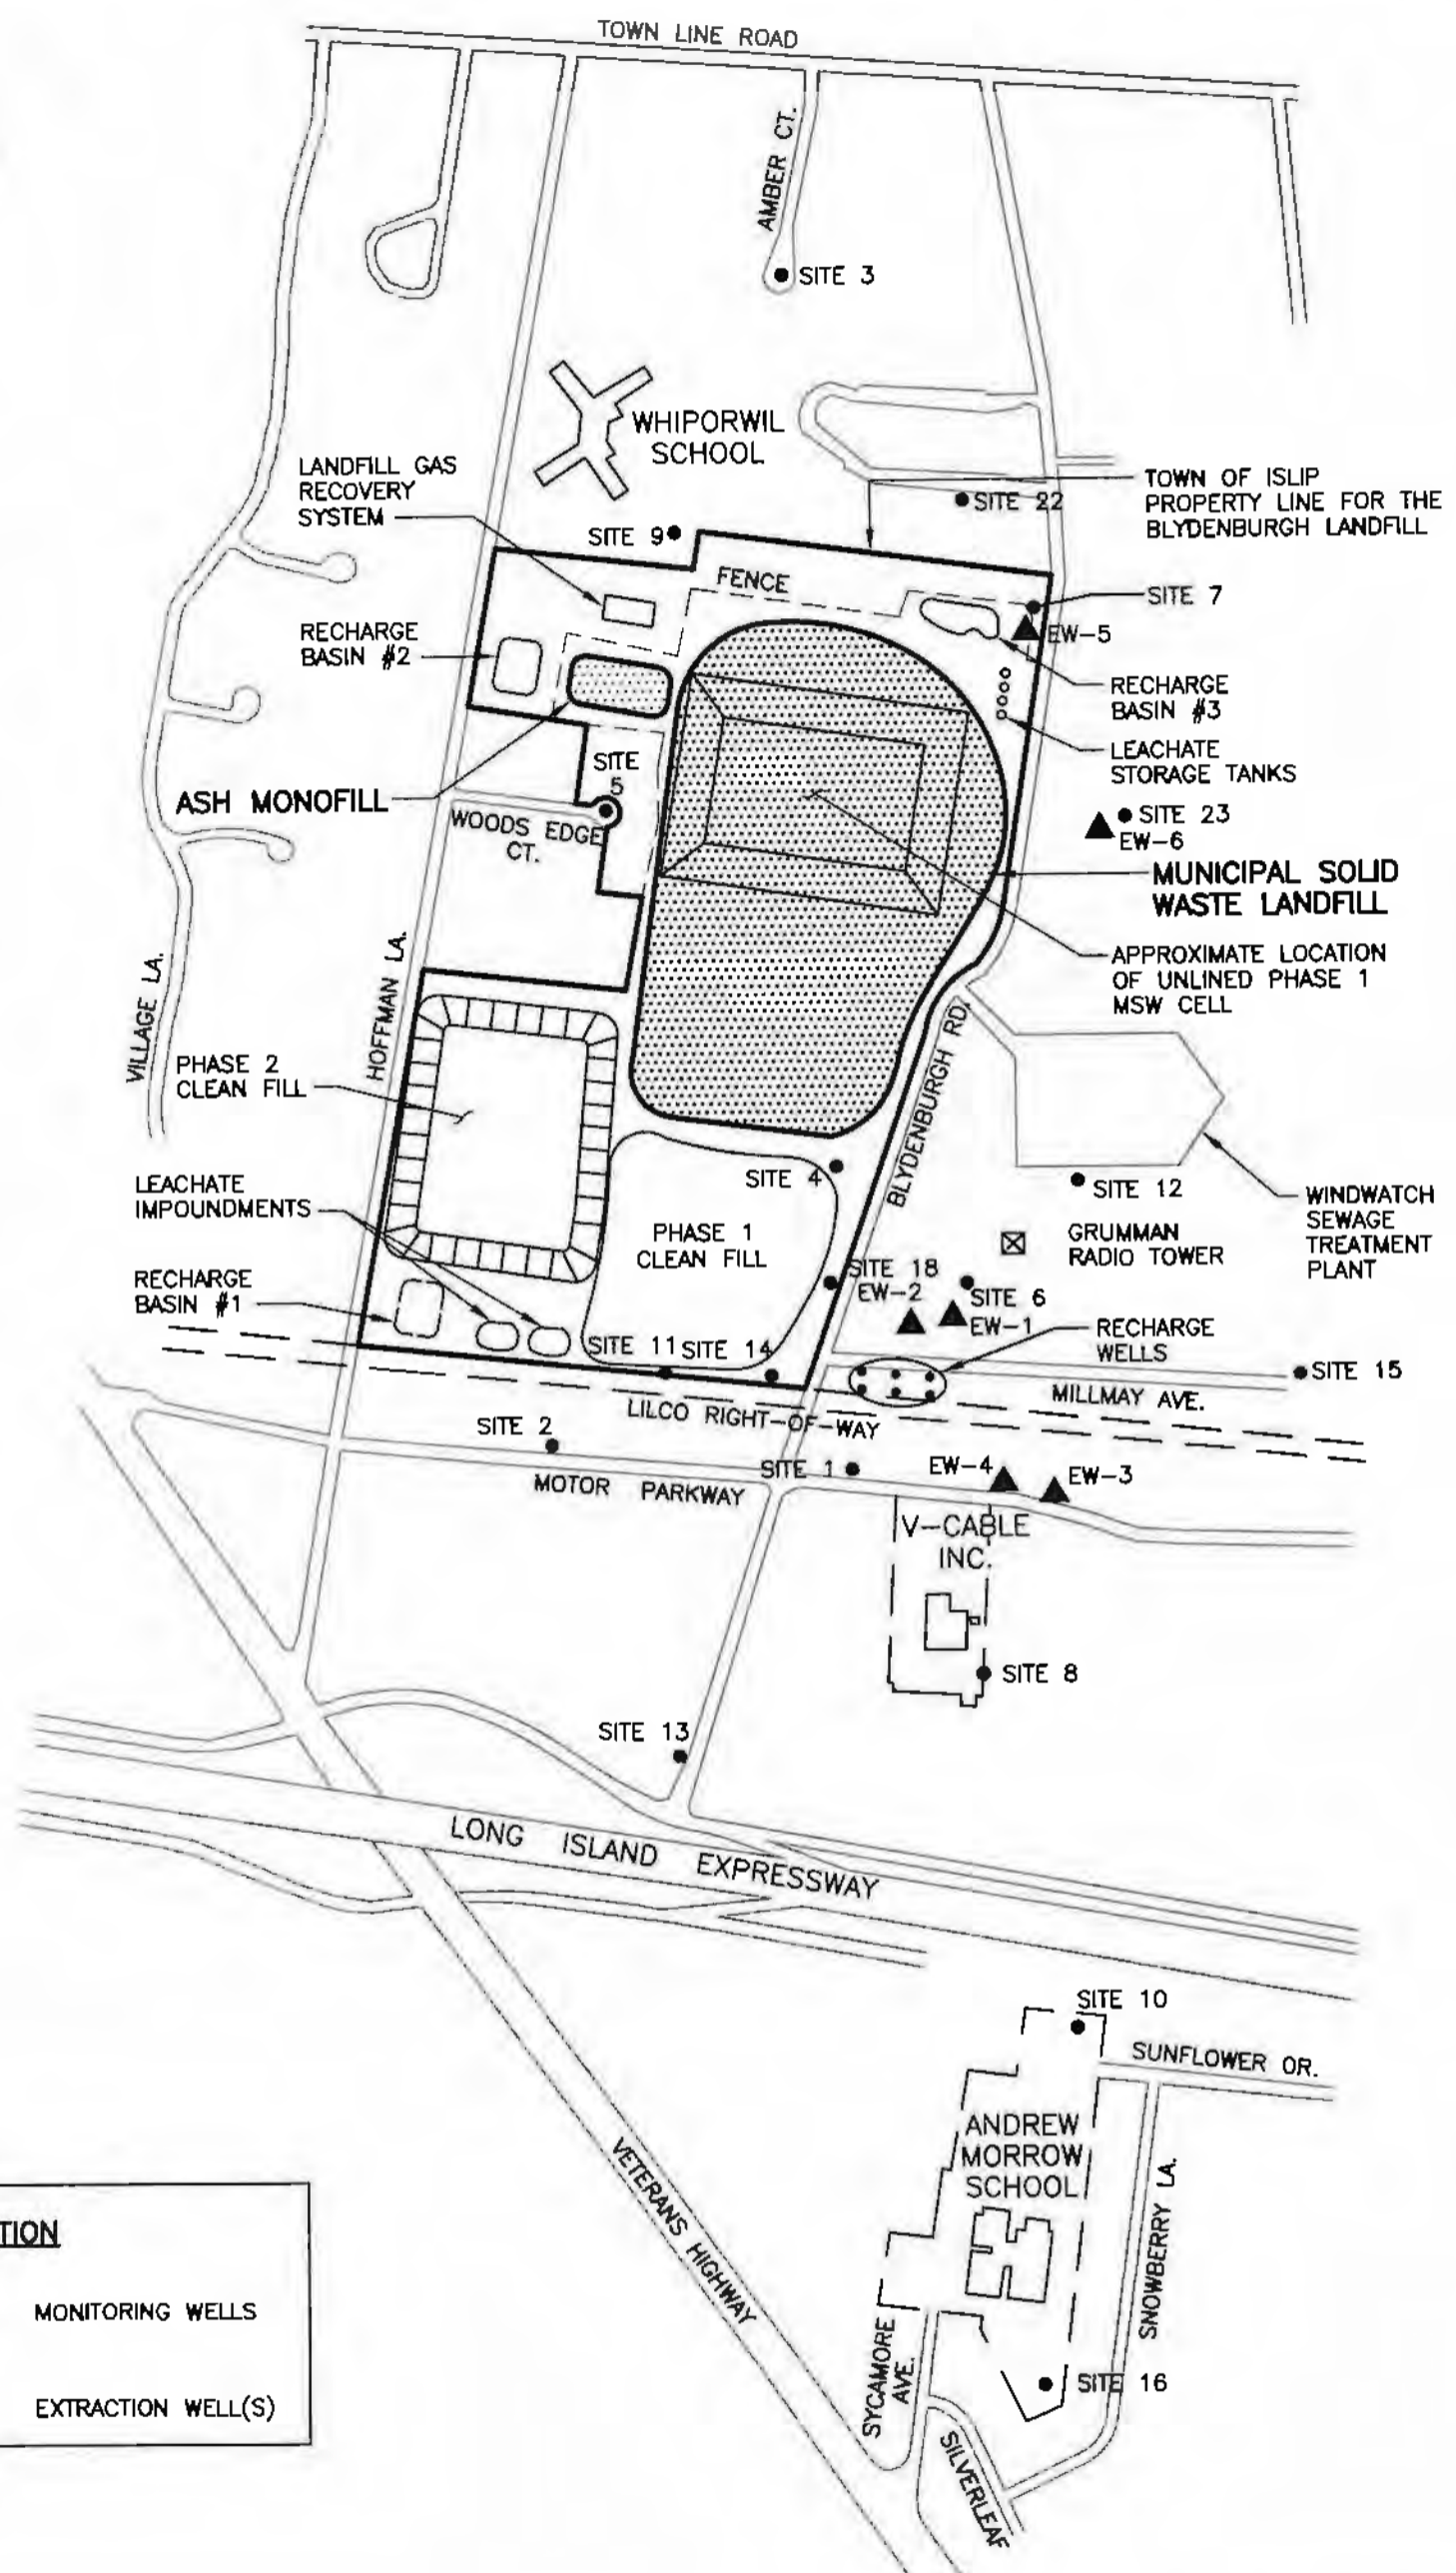 TOWN LINE ROAD
AMBER CT.
SITE 3
WHIPORWIL
SCHOOL
LANDFILL GAS
RECOVERY
SYSTEM
SITE 22
TOWN OF ISLIP
PROPERTY LINE FOR THE
BLYDENBURGH LANDFILL
SITE 9
FENCE
SITE 7
EW-5
RECHARGE
BASIN #2
RECHARGE
BASIN #3
LEACHATE
STORAGE TANKS
SITE
5
ASH MONOFILL
WOODS EDGE
CT.
SITE 23
EW-6
MUNICIPAL SOLID
WASTE LANDFILL
APPROXIMATE LOCATION
OF UNLINED PHASE 1
MSW CELL
VILLAGE LA.
HOFFMAN LA.
BLYDENBURGH RD.
PHASE 2
CLEAN FILL
SITE 4
SITE 12
WINDWATCH
SEWAGE
TREATMENT
PLANT
LEACHATE
IMPOUNDMENTS
PHASE 1
CLEAN FILL
GRUMMAN
RADIO TOWER
RECHARGE
BASIN #1
SITE 18
EW-2
SITE 6
EW-1
RECHARGE
WELLS
SITE 11
SITE 14
SITE 15
MILLMAY AVE.
LILCO RIGHT-OF-WAY
SITE 2
SITE 1
EW-4
EW-3
MOTOR PARKWAY
V-CABLE
INC.
SITE 8
SITE 13
LONG ISLAND EXPRESSWAY
SITE 10
SUNFLOWER OR.
ANDREW
MORROW
SCHOOL
VETERANS HIGHWAY
SNOWBERRY LA.
SYCAMORE
AVE.
SITE 16
SILVERLEAF
TION
MONITORING WELLS
EXTRACTION WELL(S)